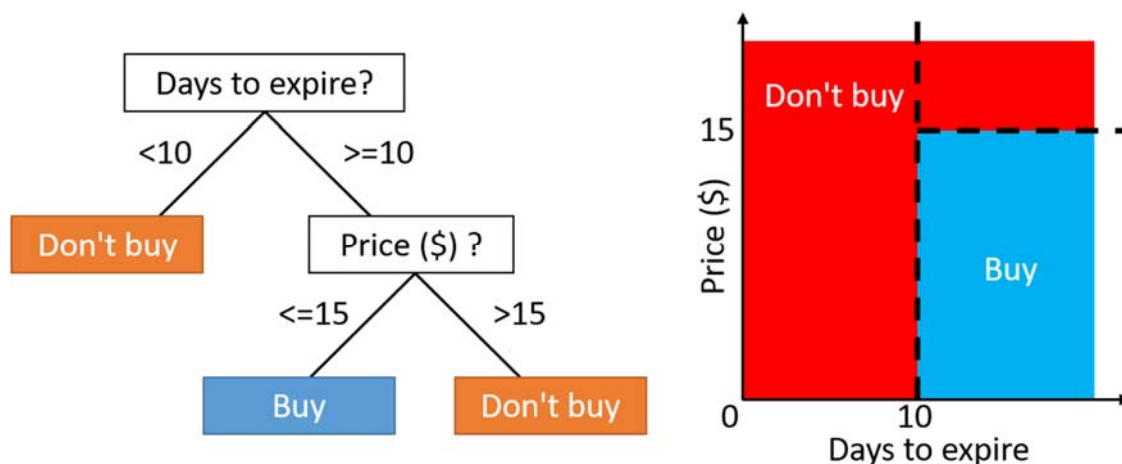 Days to expire?
<10
>=10
Don't buy
Price ($) ?
<=15
>15
Buy
Don't buy
Don't buy
15
Price ($)
Buy
0
10
Days to expire